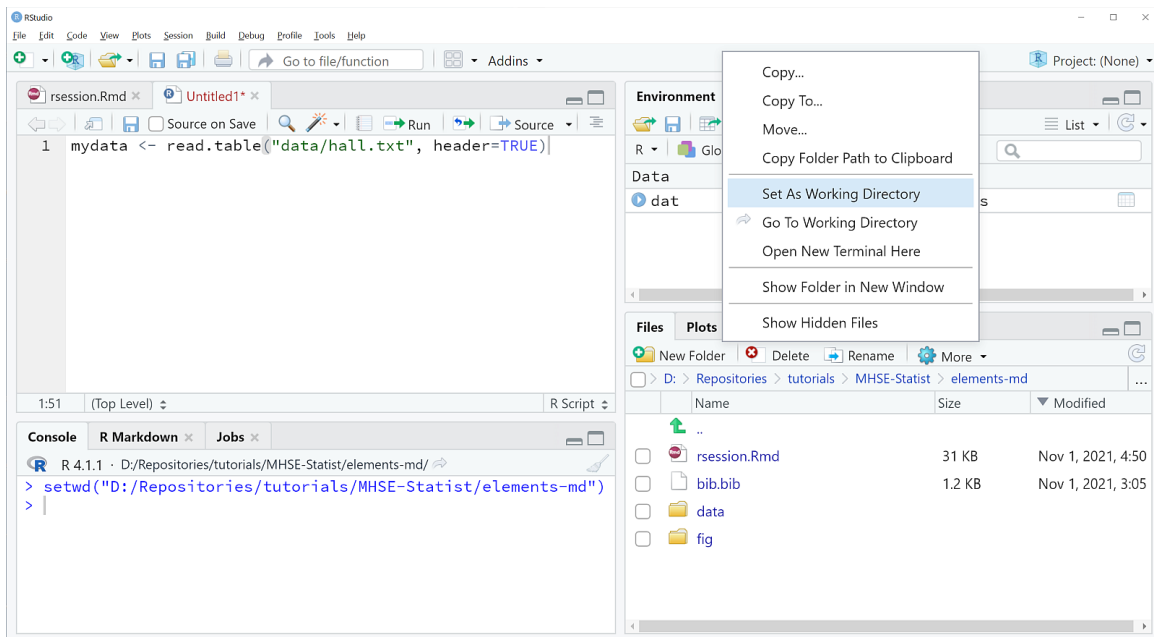 RStudio
File Edit Code View Plots Session Build Debug Profile Tools Help
Go to file/function Addins Project: (None)
rsession.Rmd Untitled1*
Source on Save Run Source
1 mydata <- read.table("data/hall.txt", header=TRUE)
1:51 (Top Level) R Script
Console R Markdown Jobs
R 4.1.1 · D:/Repositories/tutorials/MHSE-Statist/elements-md/
> setwd("D:/Repositories/tutorials/MHSE-Statist/elements-md")
>
Environment
List
R Glo
Data
dat s
Copy...
Copy To...
Move...
Copy Folder Path to Clipboard
Set As Working Directory
Go To Working Directory
Open New Terminal Here
Show Folder in New Window
Show Hidden Files
Files Plots
New Folder Delete Rename More
D: Repositories tutorials MHSE-Statist elements-md ...
Name Size Modified
..
rsession.Rmd 31 KB Nov 1, 2021, 4:50
bib.bib 1.2 KB Nov 1, 2021, 3:05
data
fig